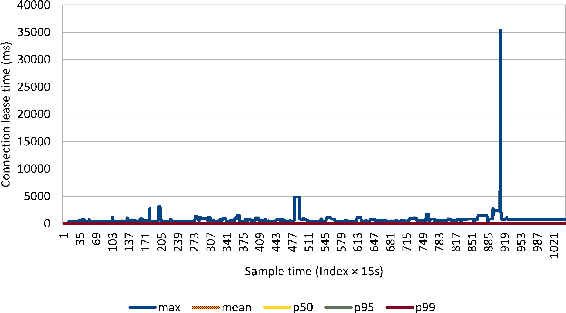 40000
35000
30000
25000
20000
15000
10000
5000
0
Connection lease time (ms)
1 35 69 103 137 171 205 239 273 307 341 375 409 443 477 511 545 579 613 647 681 715 749 783 817 851 885 919 953 987 1021
Sample time (Index × 15s)
max mean p50 p95 p99